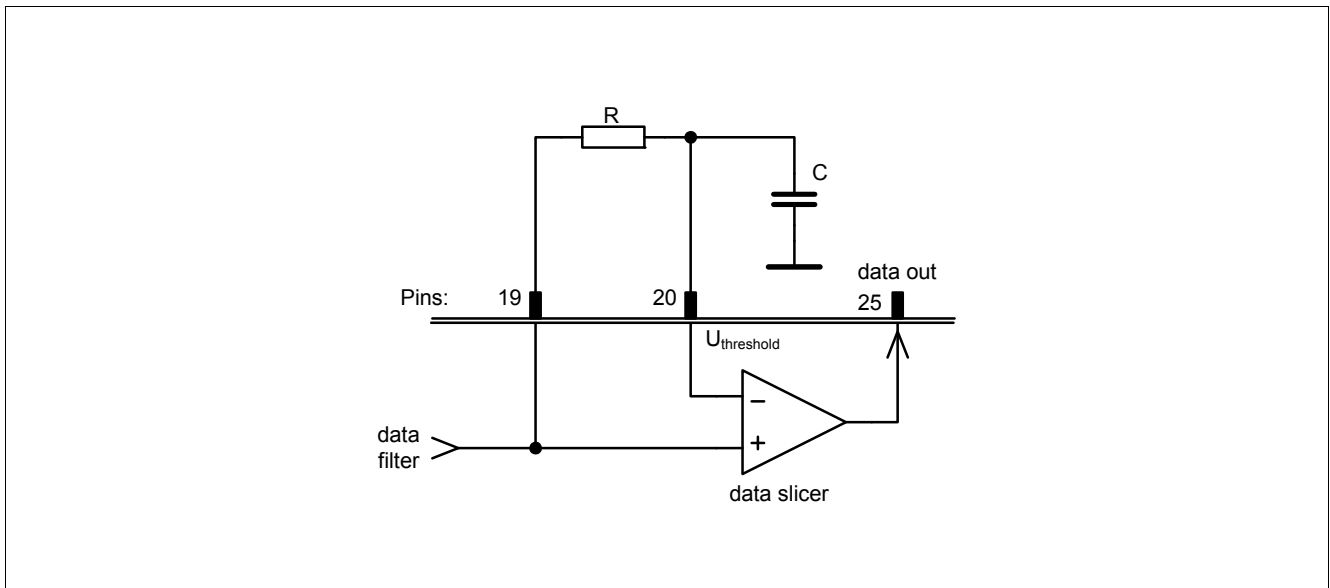 R
C
data out
Pins: 19 20 25
Uthreshold
−
data
filter
+
data slicer